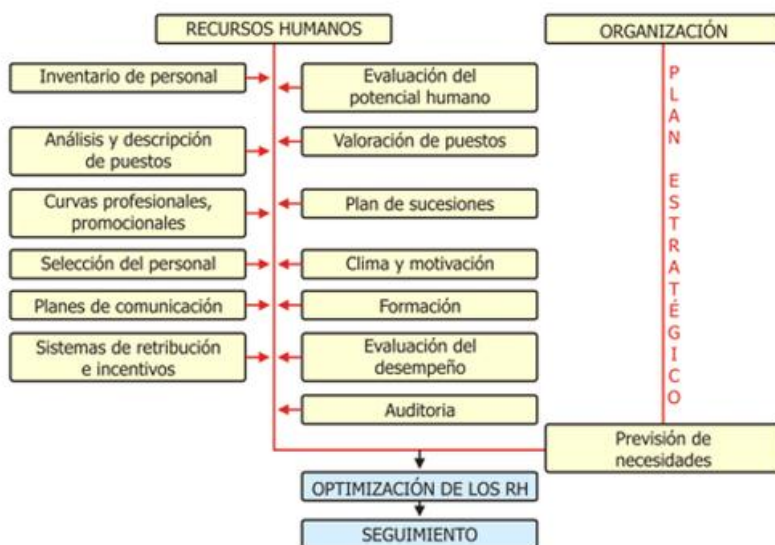 RECURSOS HUMANOS
ORGANIZACIÓN
Inventario de personal
Evaluación del
potencial humano
Análisis y descripción
de puestos
Valoración de puestos
Curvas profesionales,
promocionales
Plan de sucesiones
Selección del personal
Clima y motivación
Planes de comunicación
Formación
Sistemas de retribución
e incentivos
Evaluación del
desempeño
Auditoria
PLAN ESTRATÉGICO
Previsión de
necesidades
OPTIMIZACIÓN DE LOS RH
SEGUIMIENTO